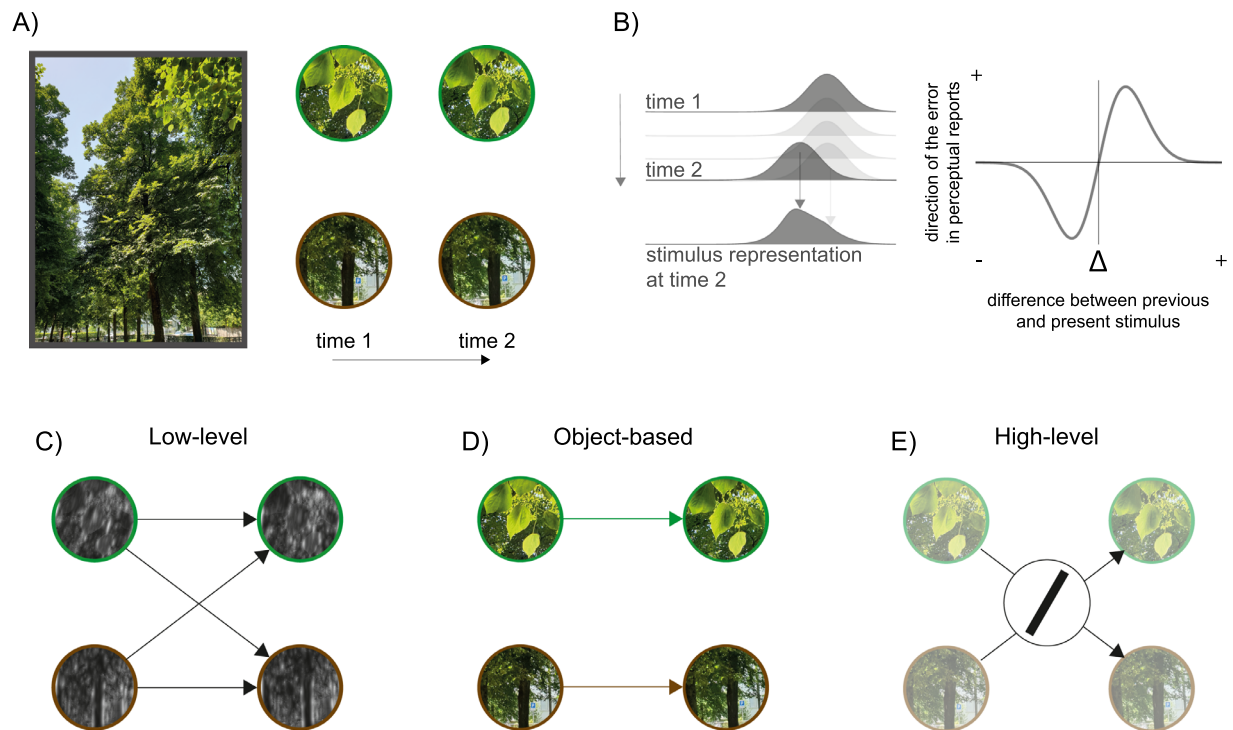 A)
time 1
time 2
B)
time 1
time 2
stimulus representation
at time 2
direction of the error
in perceptual reports
+
-
Δ
+
difference between previous
and present stimulus
C)
Low-level
D)
Object-based
E)
High-level